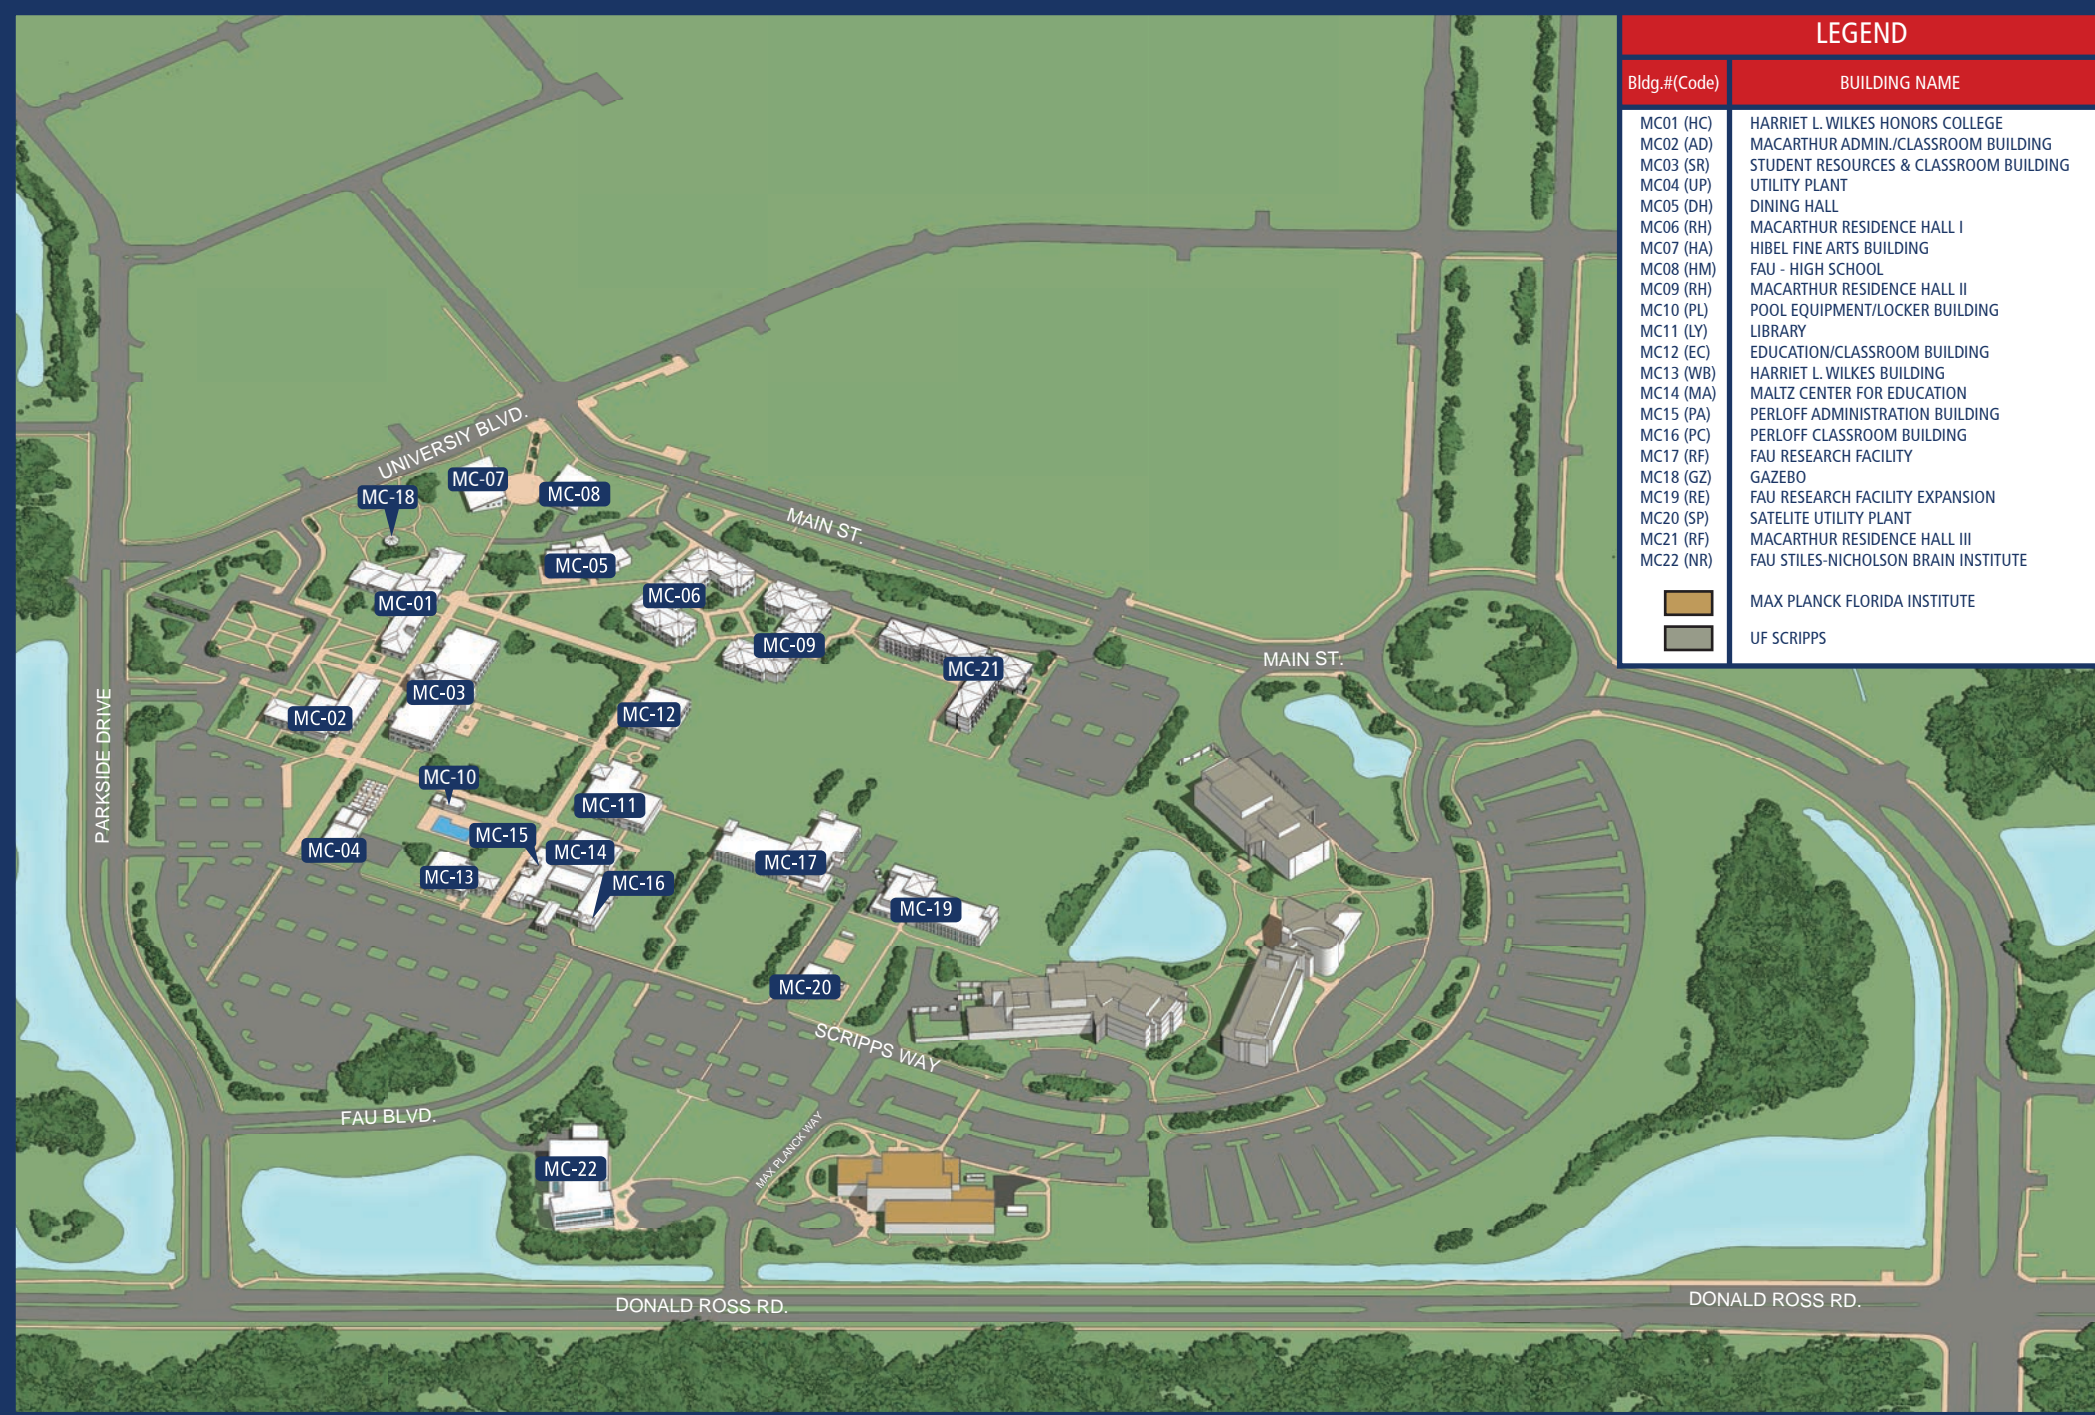 LEGEND
Bldg.#(Code) BUILDING NAME
MC01 (HC) HARRIET L. WILKES HONORS COLLEGE
MC02 (AD) MACARTHUR ADMIN./CLASSROOM BUILDING
MC03 (SR) STUDENT RESOURCES & CLASSROOM BUILDING
MC04 (UP) UTILITY PLANT
MC05 (DH) DINING HALL
MC06 (RH) MACARTHUR RESIDENCE HALL I
MC07 (HA) HIBEL FINE ARTS BUILDING
MC08 (HM) FAU - HIGH SCHOOL
MC09 (RH) MACARTHUR RESIDENCE HALL II
MC10 (PL) POOL EQUIPMENT/LOCKER BUILDING
MC11 (LY) LIBRARY
MC12 (EC) EDUCATION/CLASSROOM BUILDING
MC13 (WB) HARRIET L. WILKES BUILDING
MC14 (MA) MALTZ CENTER FOR EDUCATION
MC15 (PA) PERLOFF ADMINISTRATION BUILDING
MC16 (PC) PERLOFF CLASSROOM BUILDING
MC17 (RF) FAU RESEARCH FACILITY
MC18 (GZ) GAZEBO
MC19 (RE) FAU RESEARCH FACILITY EXPANSION
MC20 (SP) SATELITE UTILITY PLANT
MC21 (RF) MACARTHUR RESIDENCE HALL III
MC22 (NR) FAU STILES-NICHOLSON BRAIN INSTITUTE
MAX PLANCK FLORIDA INSTITUTE
UF SCRIPPS
UNIVERSIY BLVD.
MC-07
MC-18
MC-08
MAIN ST.
MC-05
MC-06
MC-01
MC-09
MAIN ST.
MC-21
MC-03
MC-02
MC-12
PARKSIDE DRIVE
MC-10
MC-11
MC-15
MC-04
MC-14
MC-17
MC-13
MC-16
MC-19
MC-20
SCRIPPS WAY
FAU BLVD.
MAX PLANCK WAY
MC-22
DONALD ROSS RD.
DONALD ROSS RD.